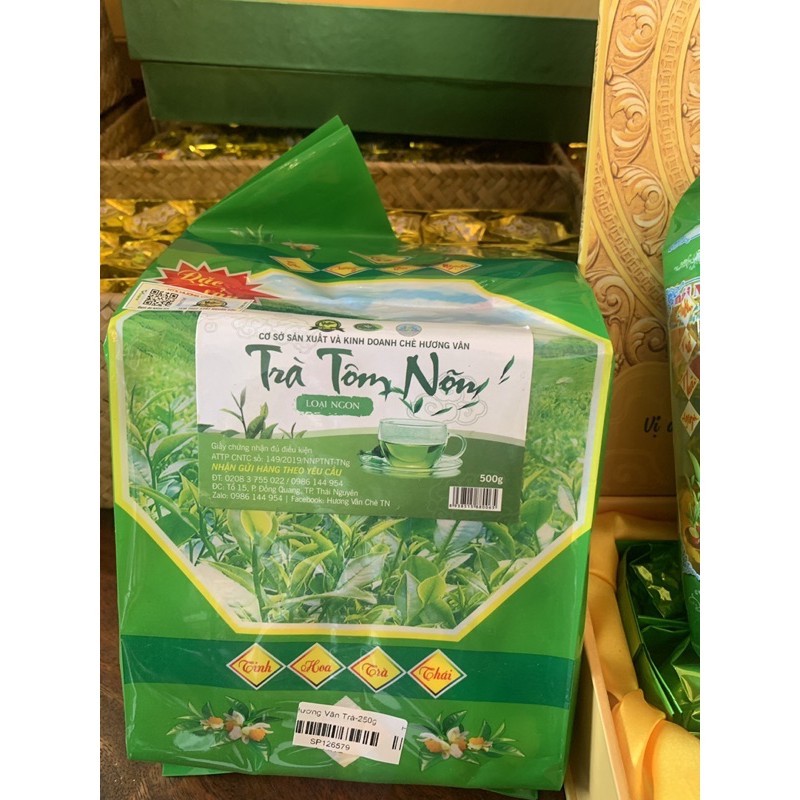 Đặc
CƠ SỞ SẢN XUẤT VÀ KINH DOANH CHÈ HƯƠNG VÂN
Trà Tôm Nõn
LOẠI NGON
Giấy chứng nhận đủ điều kiện
ATTP CNTC số: 149/2019/NNPTNT-TNg
NHẬN GỬI HÀNG THEO YÊU CẦU
ĐT: 0208 3 755 022 / 0986 144 954
ĐC: Tổ 15, P. Đồng Quang, TP. Thái Nguyên
Zalo: 0986 144 954 | Facebook: Hương Vân Chè TN
500g
Tinh Hoa Trà Thái
Hương Vân Trà-250g
SP126579
Vị